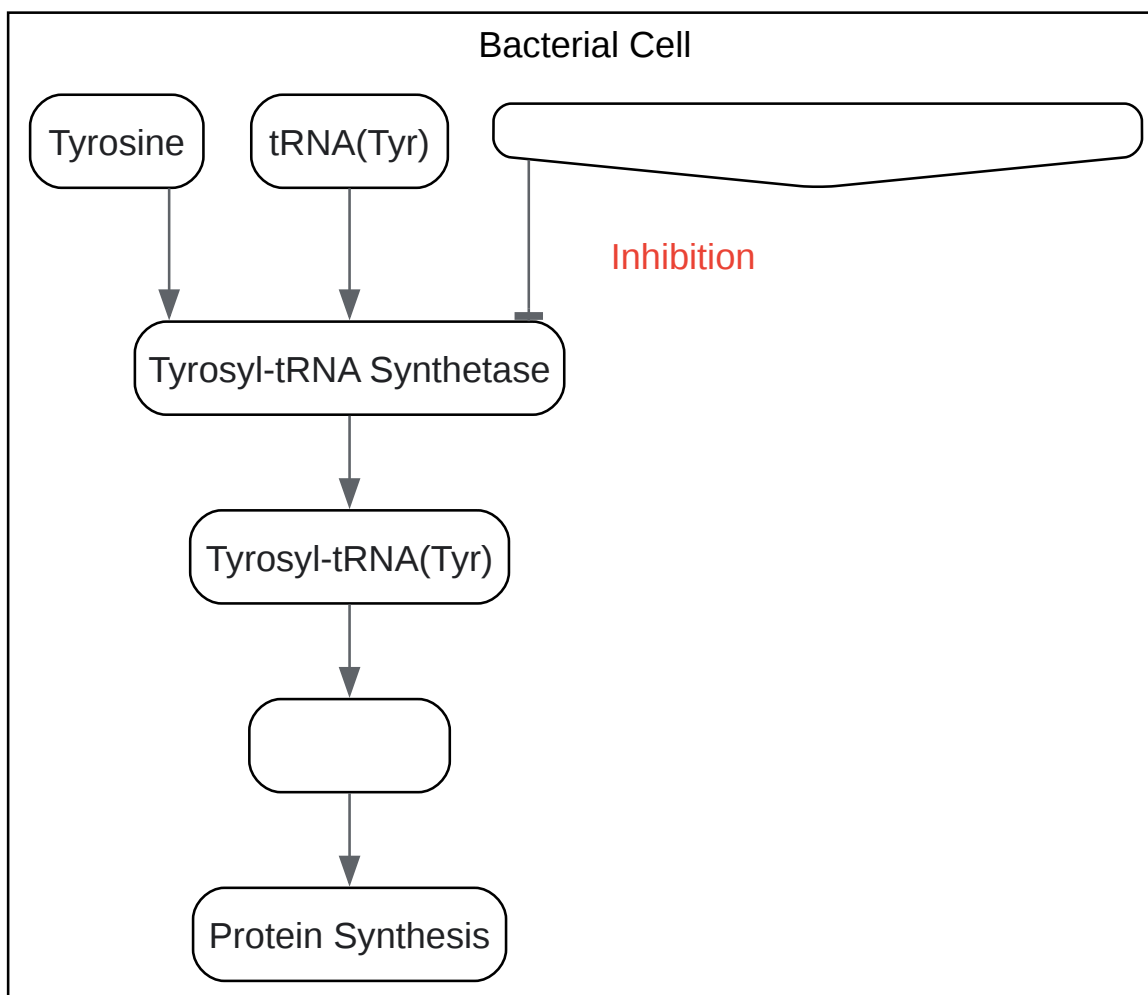 Bacterial Cell
Tyrosine
tRNA(Tyr)
Inhibition
Tyrosyl-tRNA Synthetase
Tyrosyl-tRNA(Tyr)
Protein Synthesis